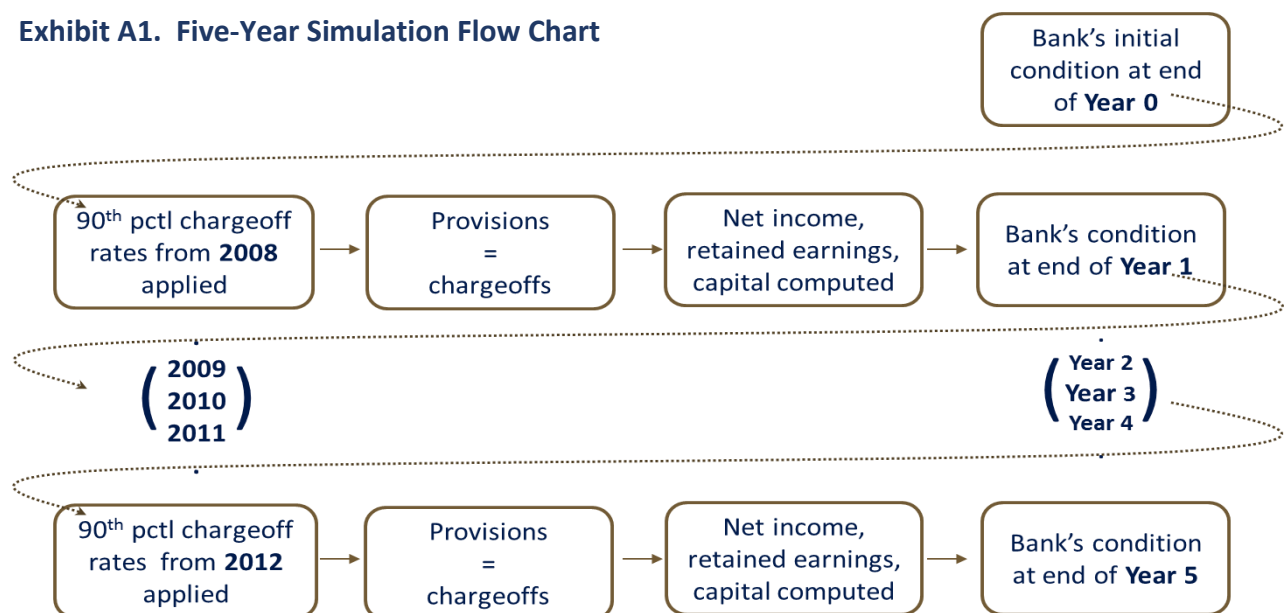 Exhibit A1.  Five-Year Simulation Flow Chart
Bank's initial
condition at end
of Year 0
90th pctl chargeoff
rates from 2008
applied
Provisions
=
chargeoffs
Net income,
retained earnings,
capital computed
Bank's condition
at end of Year 1
( 2009
2010
2011 )
( Year 2
Year 3
Year 4 )
90th pctl chargeoff
rates  from 2012
applied
Provisions
=
chargeoffs
Net income,
retained earnings,
capital computed
Bank's condition
at end of Year 5